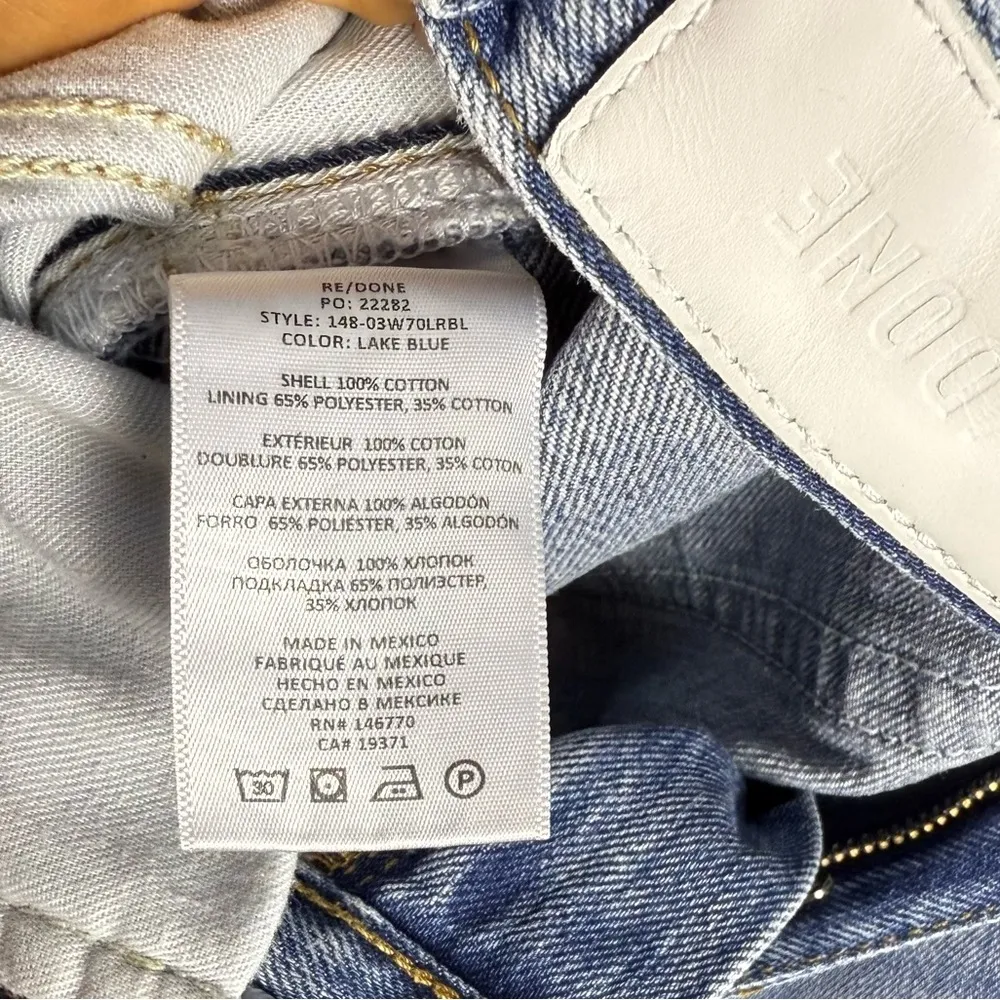 RE/DONE
PO: 22282
STYLE: 148-03W70LRBL
COLOR: LAKE BLUE
SHELL 100% COTTON
LINING 65% POLYESTER, 35% COTTON
EXTÉRIEUR 100% COTON
DOUBLURE 65% POLYESTER, 35% COTON
CAPA EXTERNA 100% ALGODÓN
FORRO 65% POLIÉSTER, 35% ALGODÓN
ОБОЛОЧКА 100% ХЛОПОК
ПОДКЛАДКА 65% ПОЛИЭСТЕР,
35% ХЛОПОК
MADE IN MEXICO
FABRIQUÉ AU MEXIQUE
HECHO EN MEXICO
СДЕЛАНО В МЕКСИКЕ
RN# 146770
CA# 19371
30 P
DONE